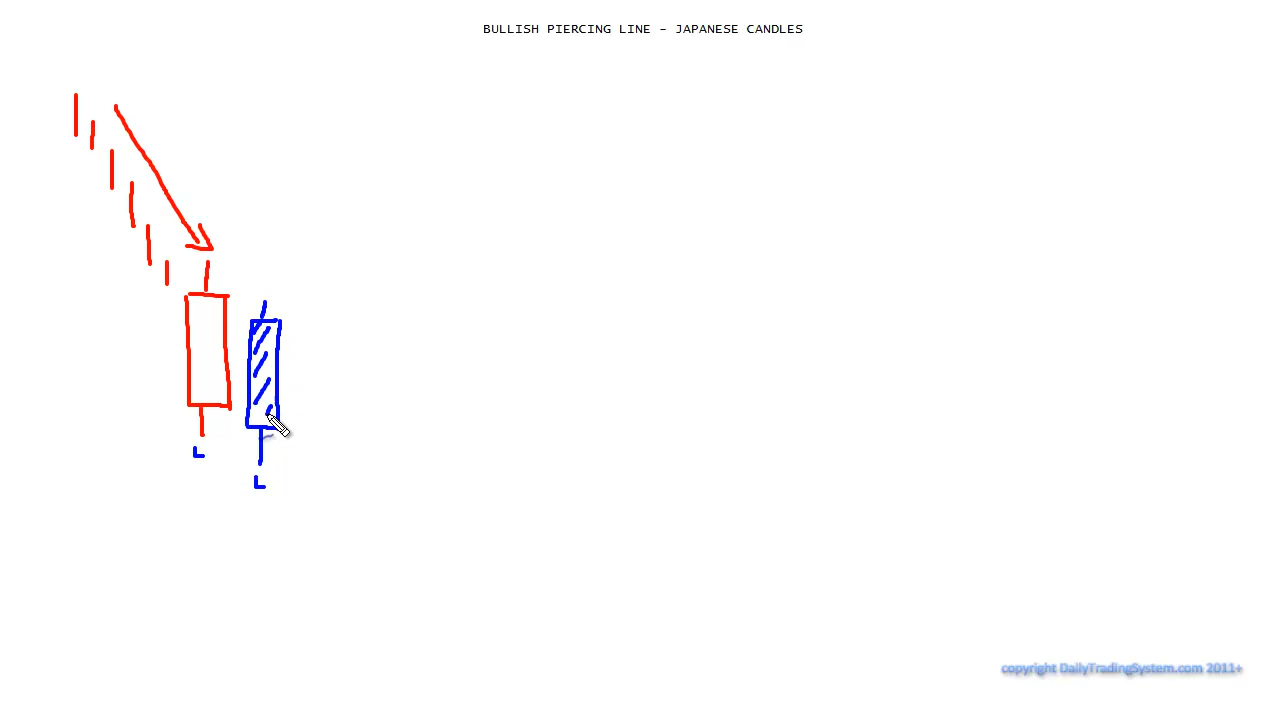 BULLISH PIERCING LINE - JAPANESE CANDLES
L
L
copyright DailyTradingSystem.com 2011+